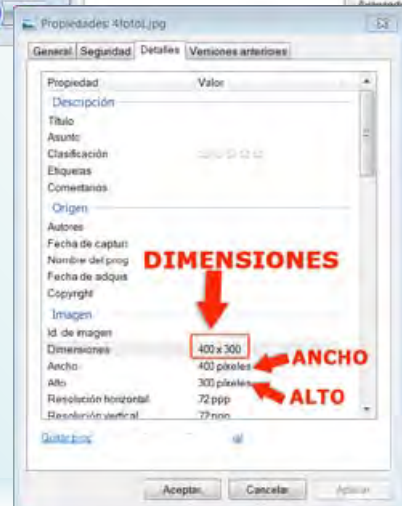 Propiedades: 4foto1.jpg
General Seguridad Detalles Versiones anteriores
Propiedad Valor
Descripción
Título
Asunto
Clasificación
Etiquetas
Comentarios
Origen
Autores
Fecha de captur
Nombre del prog
Fecha de adquis
Copyright
DIMENSIONES
Imagen
Id. de imagen
Dimensiones 400 x 300
Ancho 400 píxeles
ANCHO
Alto 300 píxeles
ALTO
Resolución horizontal 72 ppp
Resolución vertical 72 ppp
Aceptar Cancelar Aplicar